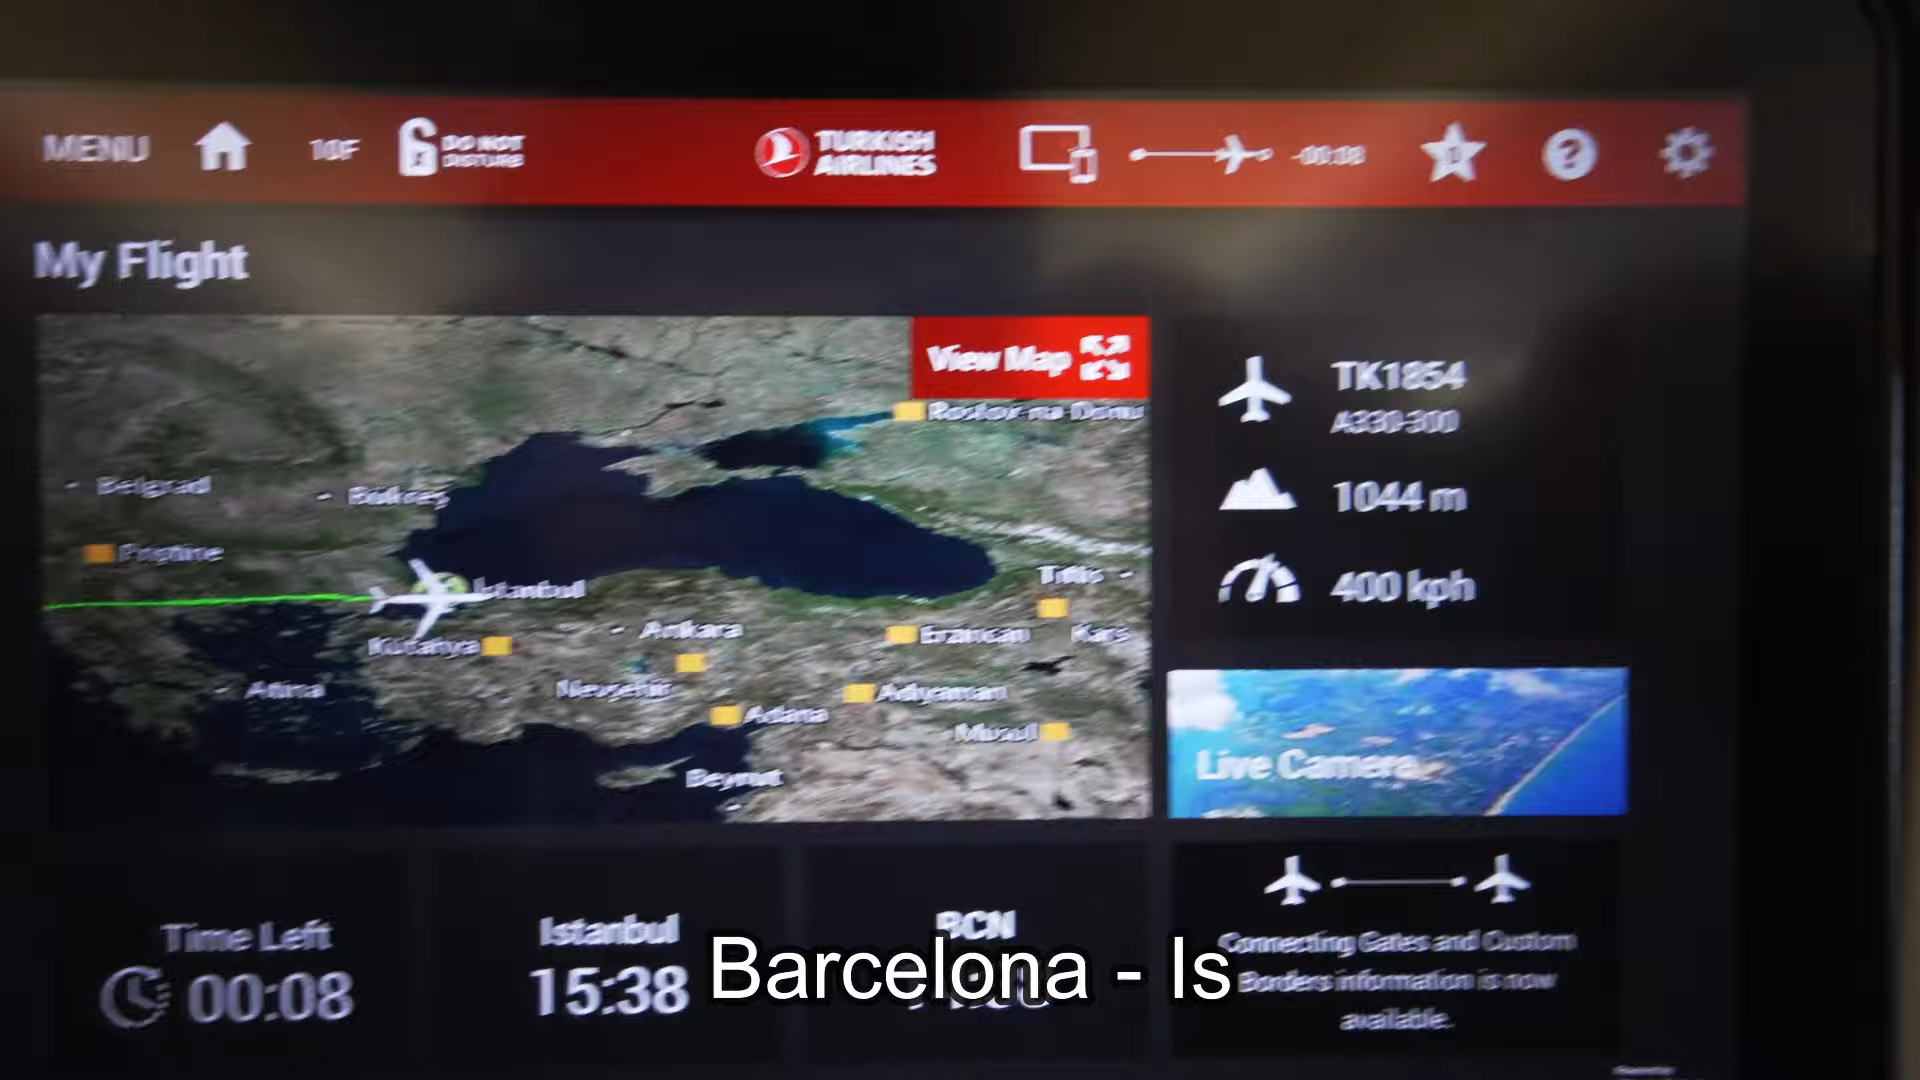 MENU
10F
DO NOT
DISTURB
TURKISH
AIRLINES
-00:08
0
?
My Flight
View Map
Rostov-na-Donu
Belgrad
Bükreş
Priştine
İstanbul
Tiflis
Kütahya
Ankara
Erzincan
Kars
Atina
Nevşehir
Adıyaman
Adana
Musul
Beyrut
TK1854
A330-300
1044 m
400 kph
Live Camera
Time Left
00:08
Istanbul
15:38
BCN
Connecting Gates and Custom
Borders information is now
available.
Barcelona - Is